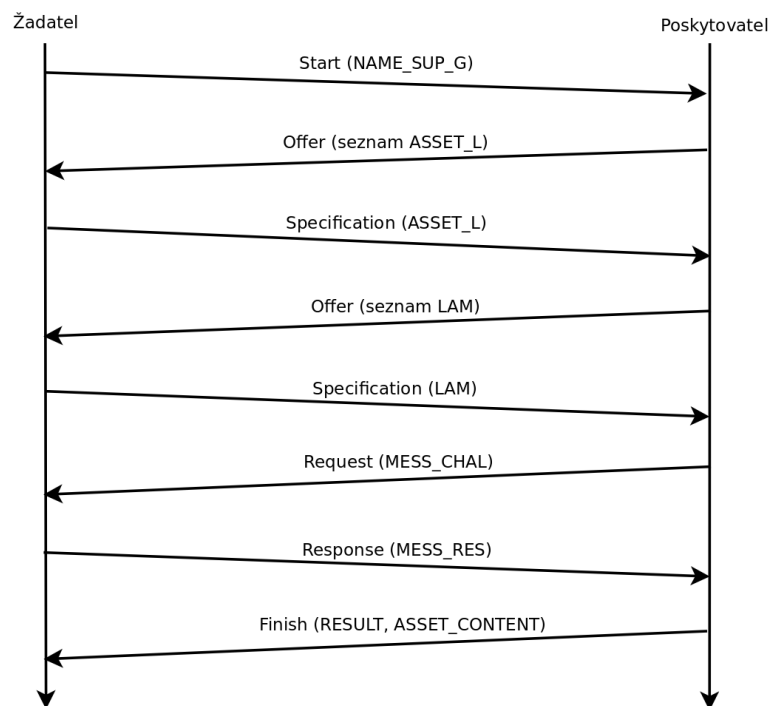 Žadatel
Poskytovatel
Start (NAME_SUP_G)
Offer (seznam ASSET_L)
Specification (ASSET_L)
Offer (seznam LAM)
Specification (LAM)
Request (MESS_CHAL)
Response (MESS_RES)
Finish (RESULT, ASSET_CONTENT)